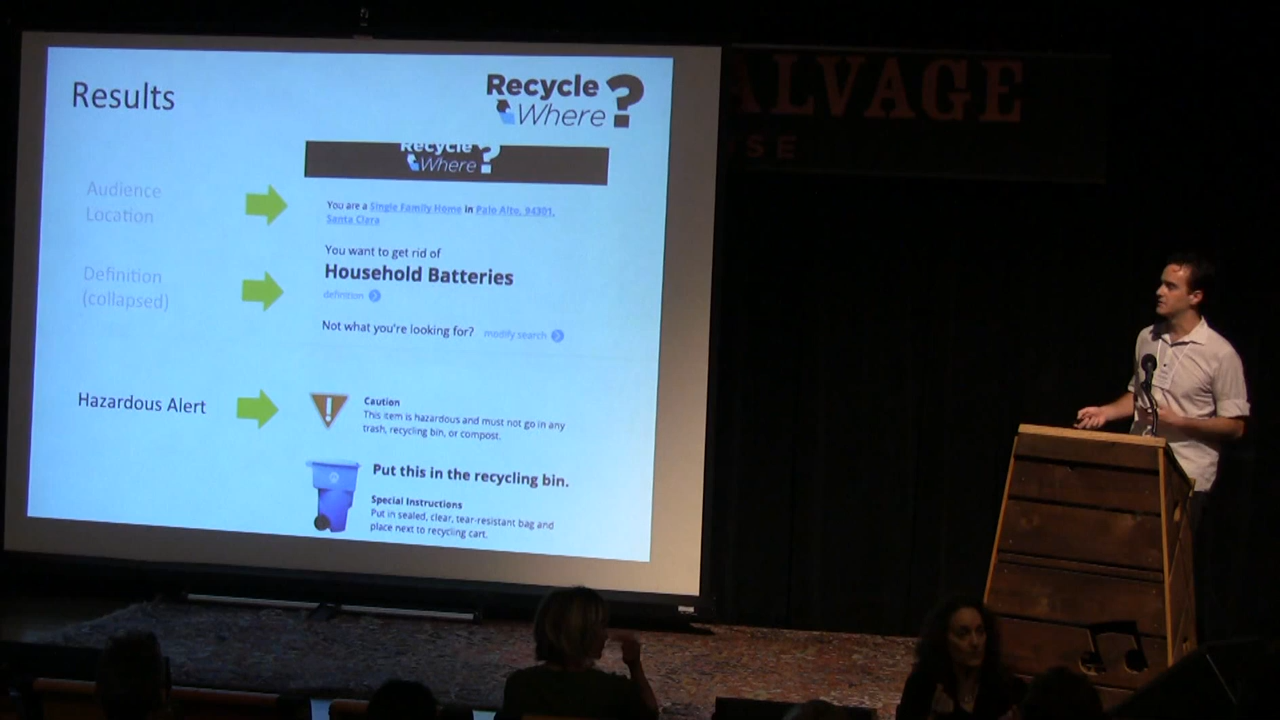 Results
Recycle
Where?
Recycle
Where?
Audience
Location
You are a Single Family Home in Palo Alto, 94301,
Santa Clara
You want to get rid of
Household Batteries
Definition
(collapsed)
definition
Not what you're looking for? modify search
Hazardous Alert
Caution
This item is hazardous and must not go in any
trash, recycling bin, or compost.
Put this in the recycling bin.
Special Instructions
Put in sealed, clear, tear-resistant bag and
place next to recycling cart.
ALVAGE
SE